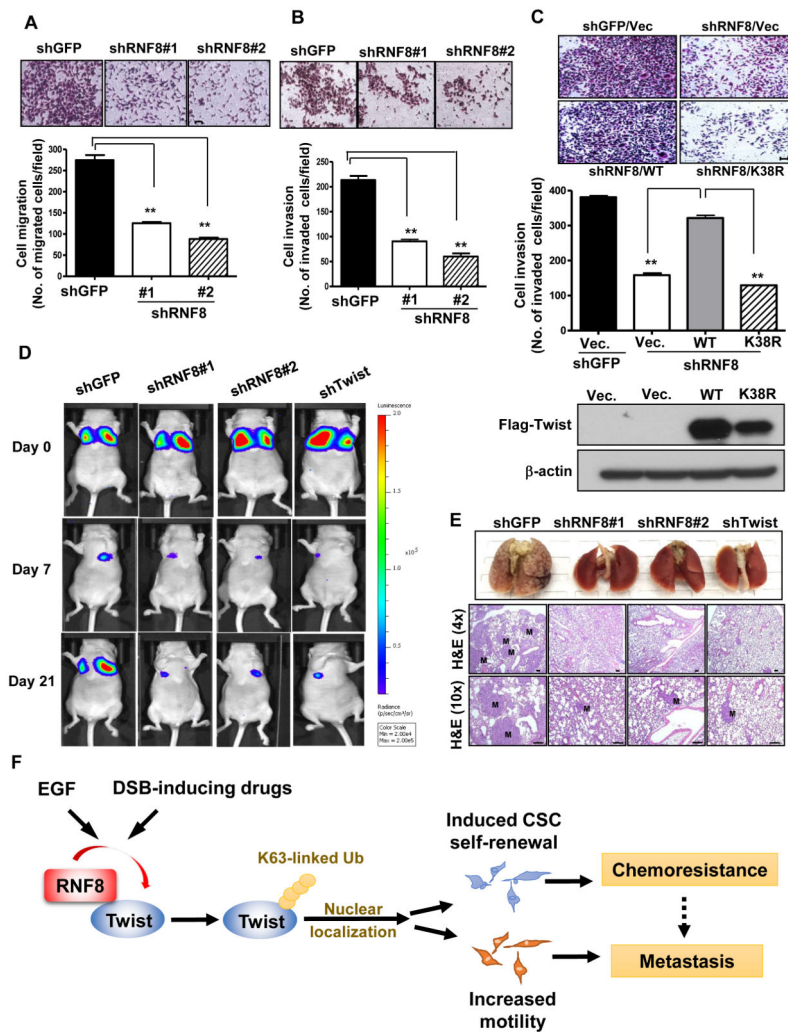 A
shGFP shRNF8#1 shRNF8#2
Cell migration
(No. of migrated cells/field)
300
250
200
150
100
50
0
**
**
shGFP #1 #2
shRNF8
B
shGFP shRNF8#1 shRNF8#2
Cell invasion
(No. of invaded cells/field)
250
200
150
100
50
0
**
**
shGFP #1 #2
shRNF8
C
shGFP/Vec shRNF8/Vec
shRNF8/WT shRNF8/K38R
Cell invasion
(No. of invaded cells/field)
400
300
200
100
0
**
**
Vec. Vec. WT K38R
shGFP shRNF8
Vec. Vec. WT K38R
Flag-Twist
β-actin
D
shGFP shRNF8#1 shRNF8#2 shTwist
Day 0
Day 7
Day 21
Luminescence
2.0
1.5
1.0
x10⁵
0.5
Radiance
(p/sec/cm²/sr)
Color Scale
Min = 2.00e4
Max = 2.00e5
E
shGFP shRNF8#1 shRNF8#2 shTwist
H&E (4x)
M
M
M
M
H&E (10x)
M
M
M
M
M
F
EGF DSB-inducing drugs
RNF8
Twist
K63-linked Ub
Twist
Nuclear
localization
Induced CSC
self-renewal
Chemoresistance
Increased
motility
Metastasis